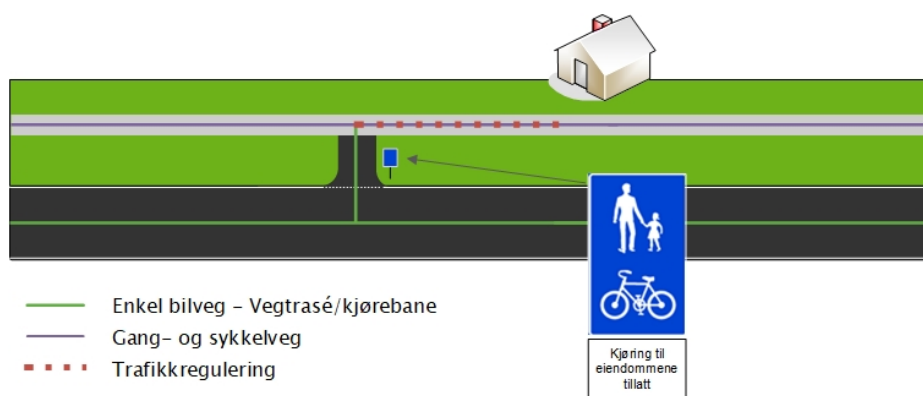 Enkel bilveg – Vegtrasé/kjørebane
Gang- og sykkelveg
Trafikkregulering
Kjøring til
eiendommene
tillatt